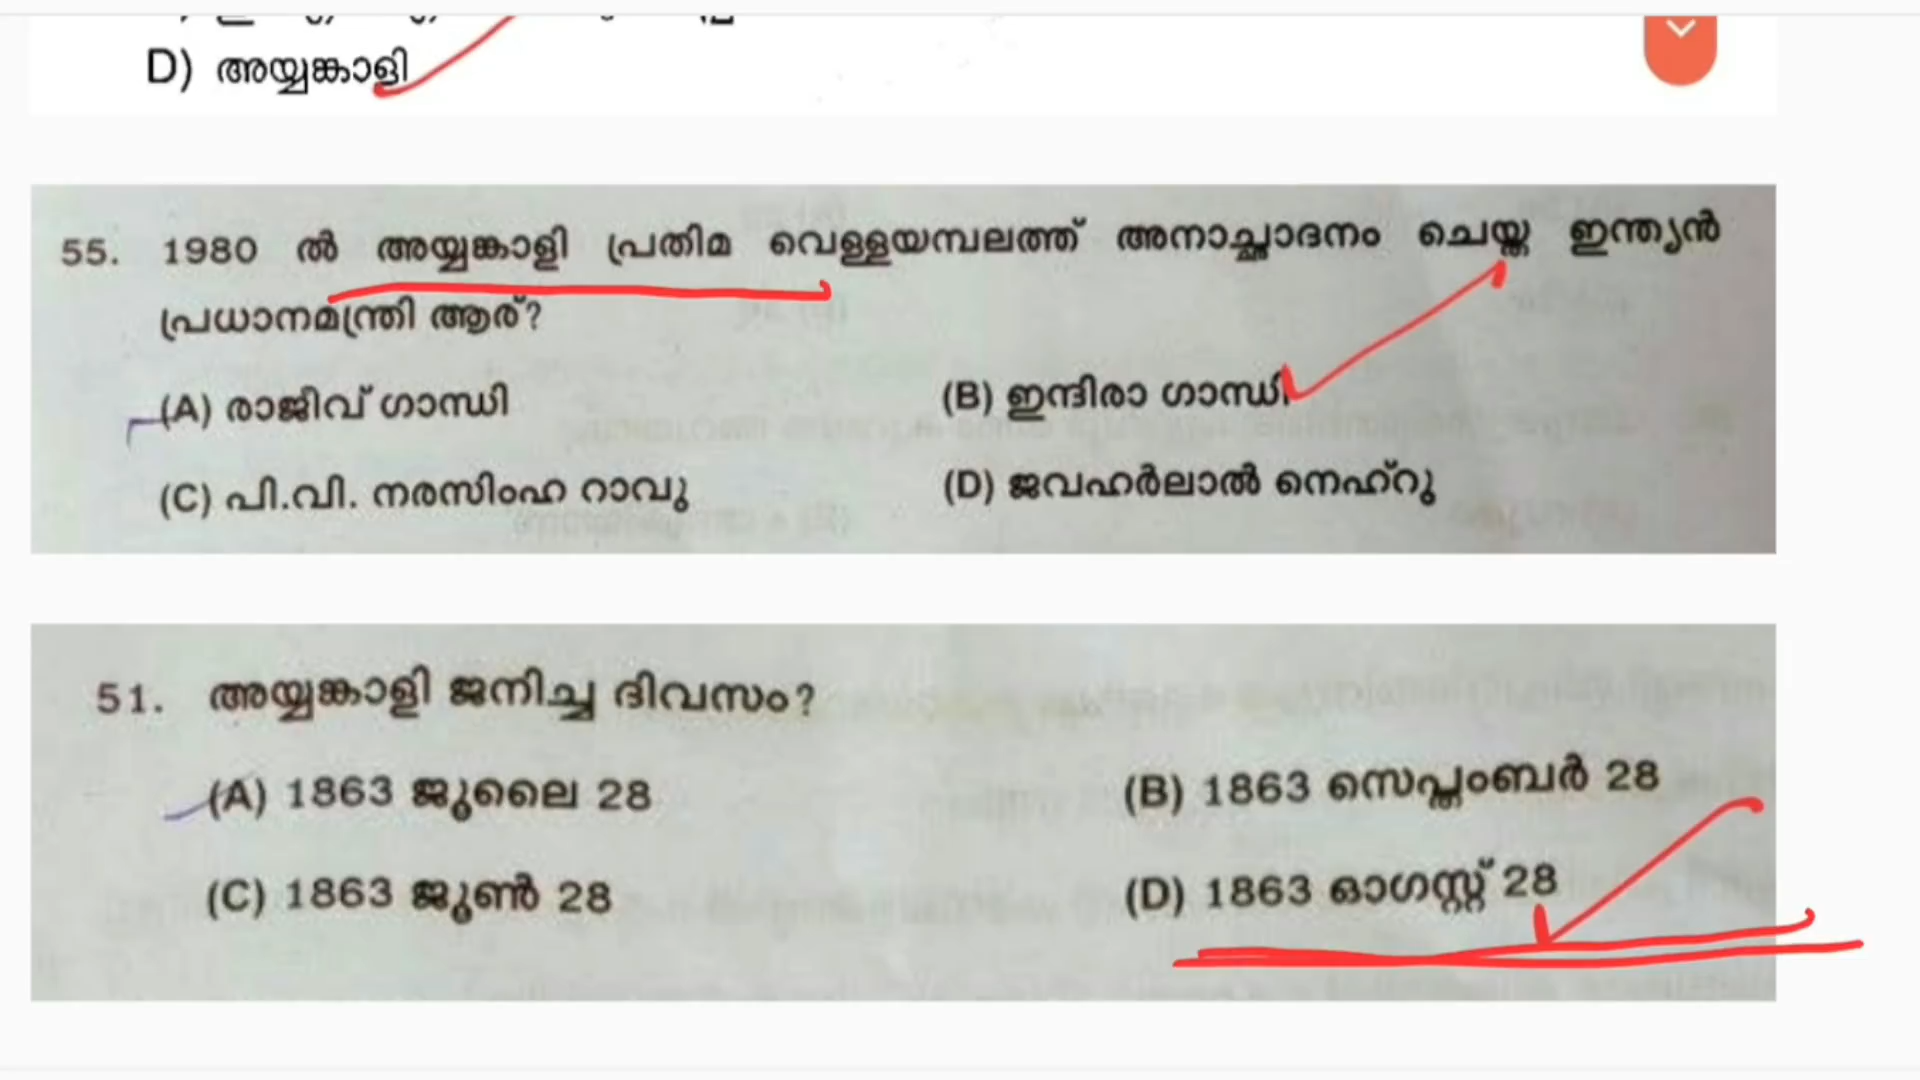 D) അയ്യങ്കാളി
55. 1980 ൽ അയ്യങ്കാളി പ്രതിമ വെള്ളയമ്പലത്ത് അനാച്ഛാദനം ചെയ്ത ഇന്ത്യൻ
പ്രധാനമന്ത്രി ആര്?
(A) രാജീവ് ഗാന്ധി (B) ഇന്ദിരാ ഗാന്ധി
(C) പി.വി. നരസിംഹ റാവു (D) ജവഹർലാൽ നെഹ്റു
51. അയ്യങ്കാളി ജനിച്ച ദിവസം?
(A) 1863 ജൂലൈ 28 (B) 1863 സെപ്തംബർ 28
(C) 1863 ജൂൺ 28 (D) 1863 ഓഗസ്റ്റ് 28